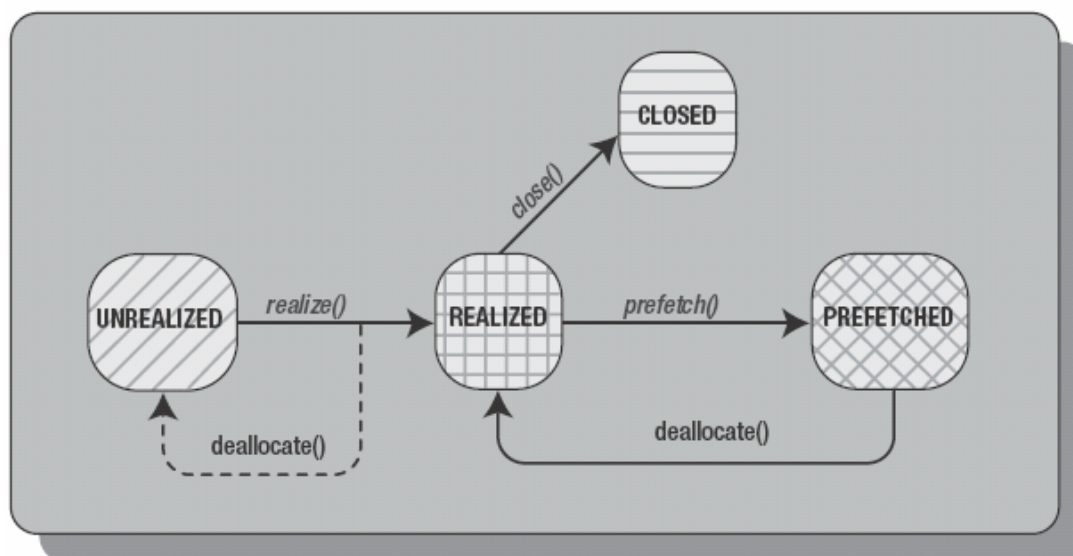 CLOSED
close()
UNREALIZED
realize()
REALIZED
prefetch()
PREFETCHED
deallocate()
deallocate()